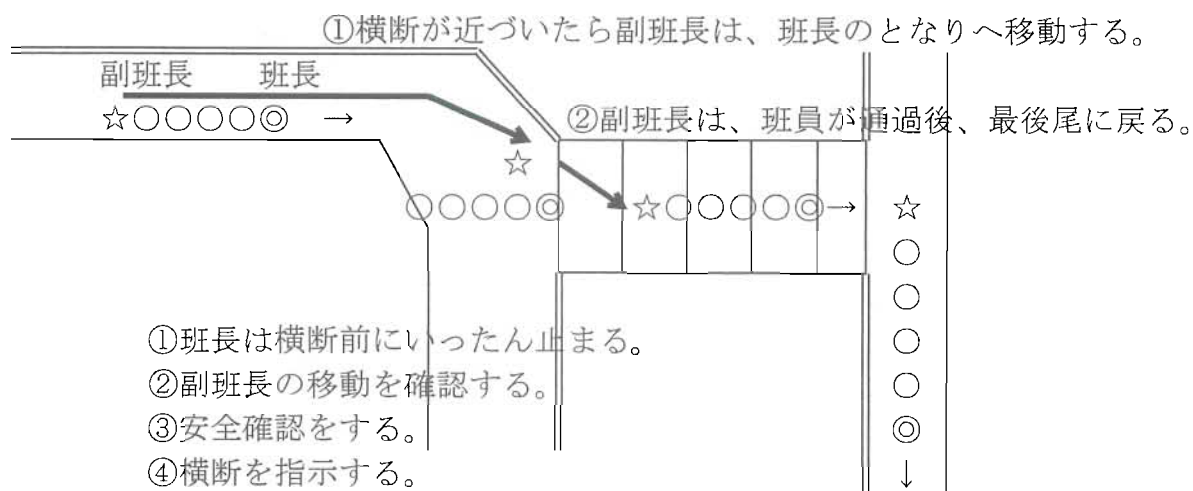 ①横断が近づいたら副班長は、班長のとなりへ移動する。
副班長 班長
☆○○○○◎ →
②副班長は、班員が通過後、最後尾に戻る。
☆
○○○○◎
☆○○○○◎→
☆
○
○
○
○
◎
↓
①班長は横断前にいったん止まる。
②副班長の移動を確認する。
③安全確認をする。
④横断を指示する。